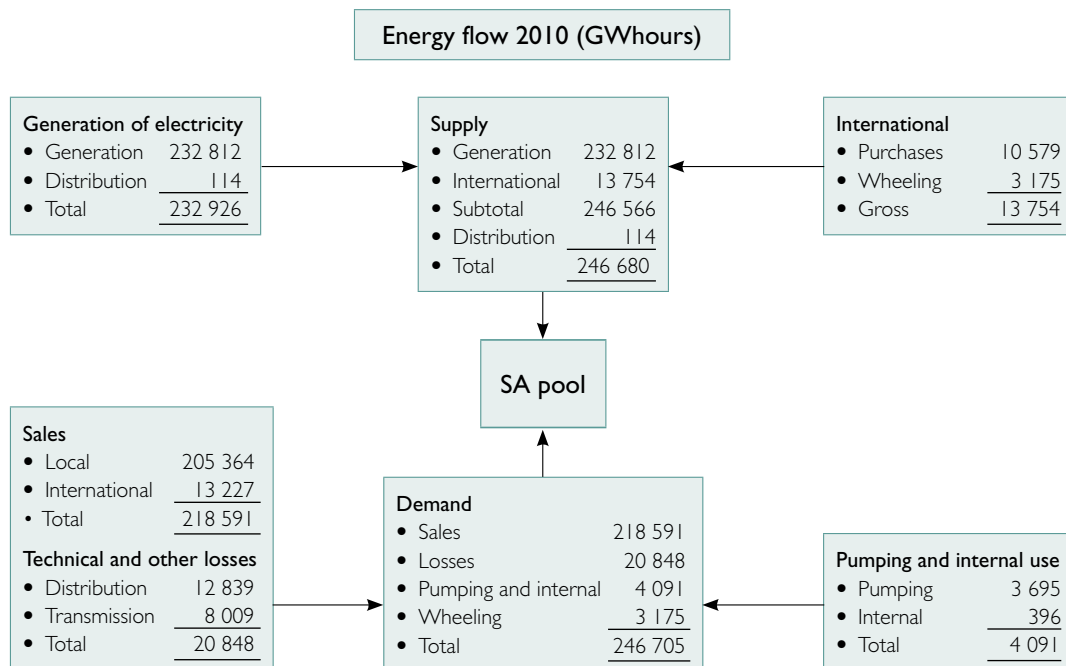 Energy flow 2010 (GWhours)
Generation of electricity
• Generation 232 812
• Distribution 114
• Total 232 926
Supply
• Generation 232 812
• International 13 754
• Subtotal 246 566
• Distribution 114
• Total 246 680
International
• Purchases 10 579
• Wheeling 3 175
• Gross 13 754
SA pool
Sales
• Local 205 364
• International 13 227
• Total 218 591
Technical and other losses
• Distribution 12 839
• Transmission 8 009
• Total 20 848
Demand
• Sales 218 591
• Losses 20 848
• Pumping and internal 4 091
• Wheeling 3 175
• Total 246 705
Pumping and internal use
• Pumping 3 695
• Internal 396
• Total 4 091